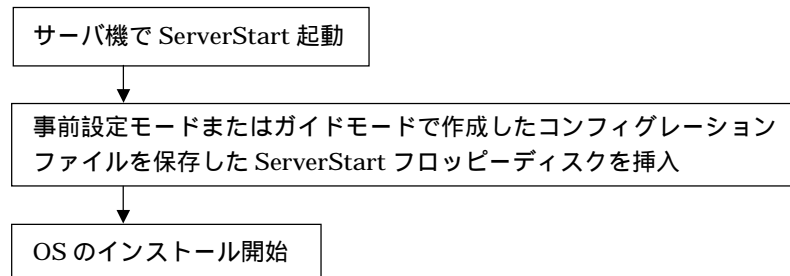 サーバ機で ServerStart 起動
事前設定モードまたはガイドモードで作成したコンフィグレーション
ファイルを保存した ServerStart フロッピーディスクを挿入
OS のインストール開始